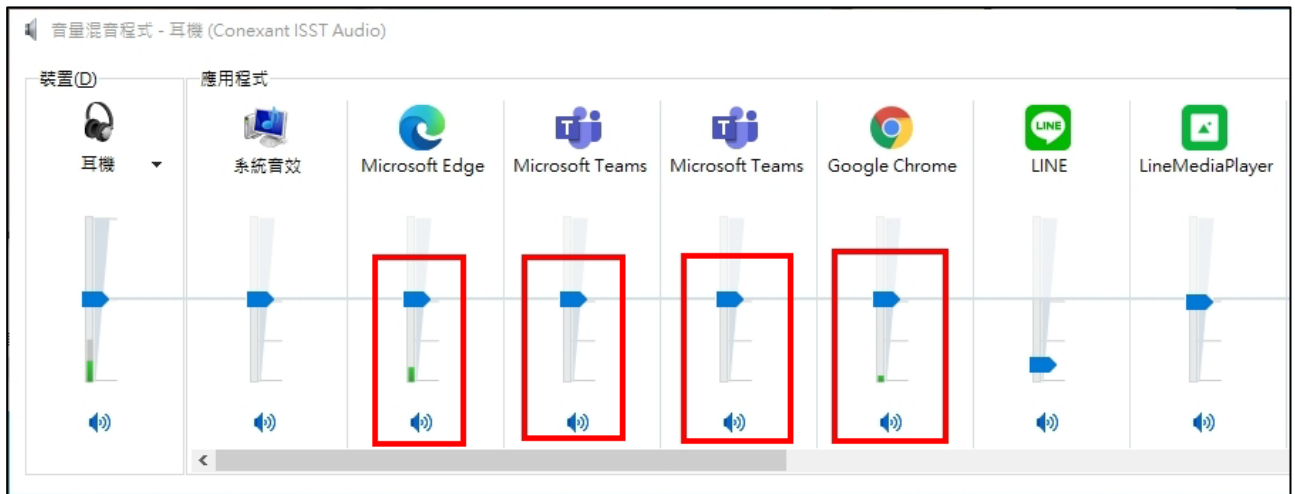 音量混音程式 - 耳機 (Conexant ISST Audio)
裝置(D)
應用程式
耳機
系統音效
Microsoft Edge
Microsoft Teams
Microsoft Teams
Google Chrome
LINE
LINE
LineMediaPlayer